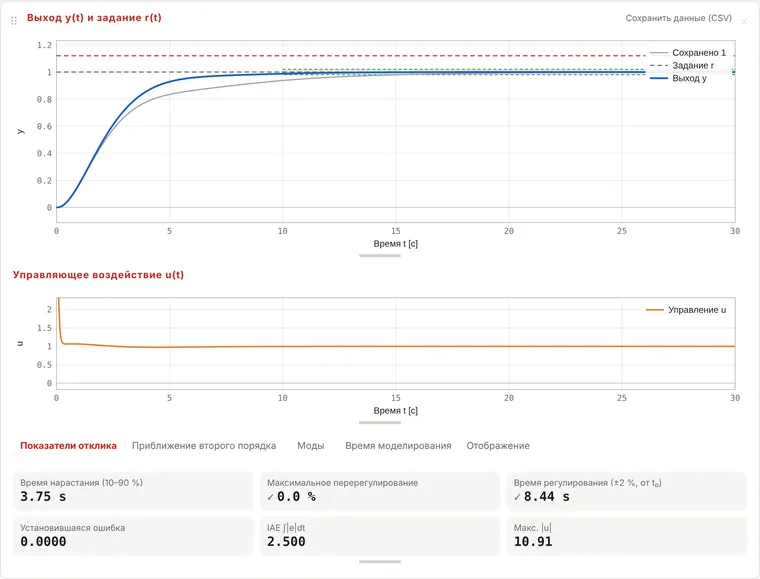 Выход y(t) и задание r(t)
Сохранить данные (CSV)
×
1.2
1
0.8
0.6
0.4
0.2
0
y
Сохранено 1
Задание r
Выход y
0 5 10 15 20 25 30
Время t [с]
Управляющее воздействие u(t)
2
1.5
1
0.5
0
u
Управление u
0 5 10 15 20 25 30
Время t [с]
Показатели отклика Приближение второго порядка Моды Время моделирования Отображение
Время нарастания (10–90 %)
3.75 s
Максимальное перерегулирование
✓ 0.0 %
Время регулирования (±2 %, от t₀)
✓ 8.44 s
Установившаяся ошибка
0.0000
IAE ∫|e|dt
2.500
Макс. |u|
10.91